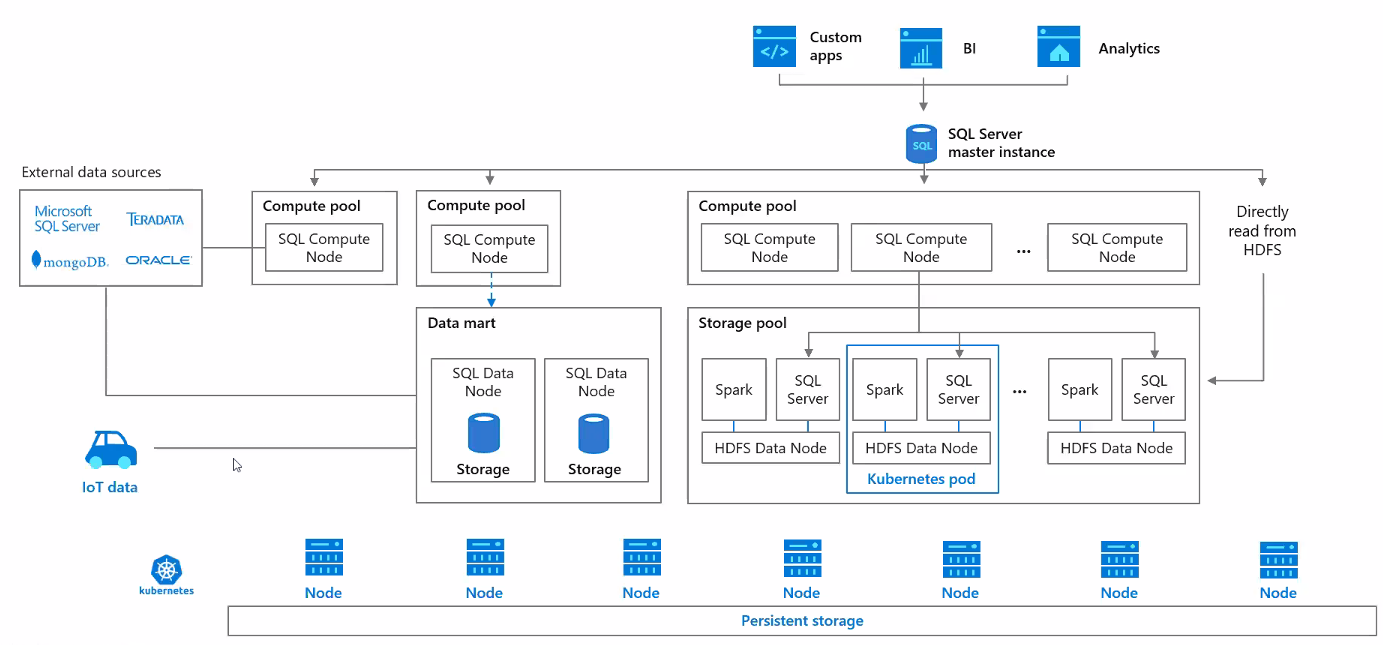 Custom
apps
BI
Analytics
SQL
SQL Server
master instance
External data sources
Microsoft
SQL Server
TERADATA
mongoDB.
ORACLE
Compute pool
SQL Compute
Node
Compute pool
SQL Compute
Node
Compute pool
SQL Compute
Node
SQL Compute
Node
...
SQL Compute
Node
Directly
read from
HDFS
Data mart
SQL Data
Node
Storage
SQL Data
Node
Storage
Storage pool
Spark
SQL
Server
HDFS Data Node
Spark
SQL
Server
HDFS Data Node
Kubernetes pod
...
Spark
SQL
Server
HDFS Data Node
IoT data
kubernetes
Node
Node
Node
Node
Node
Node
Node
Persistent storage